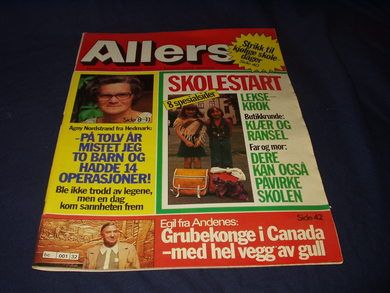 Allers
Strikk til
kjølige skole
dager
Side 40
Side 8-11
Agny Nordstrand fra Hedmark:
-PÅ TOLV ÅR
MISTET JEG
TO BARN OG
HADDE 14
OPERASJONER!
Ble ikke trodd av legene,
men en dag
kom sannheten frem
SKOLESTART
8 spesialsider
LEKSE-
KROK
Butikkrunde:
KLÆR OG
RANSEL
Far og mor:
DERE
KAN OGSÅ
PÅVIRKE
SKOLEN
Side 42
Egil fra Andenes:
Grubekonge i Canada
-med hel vegg av gull